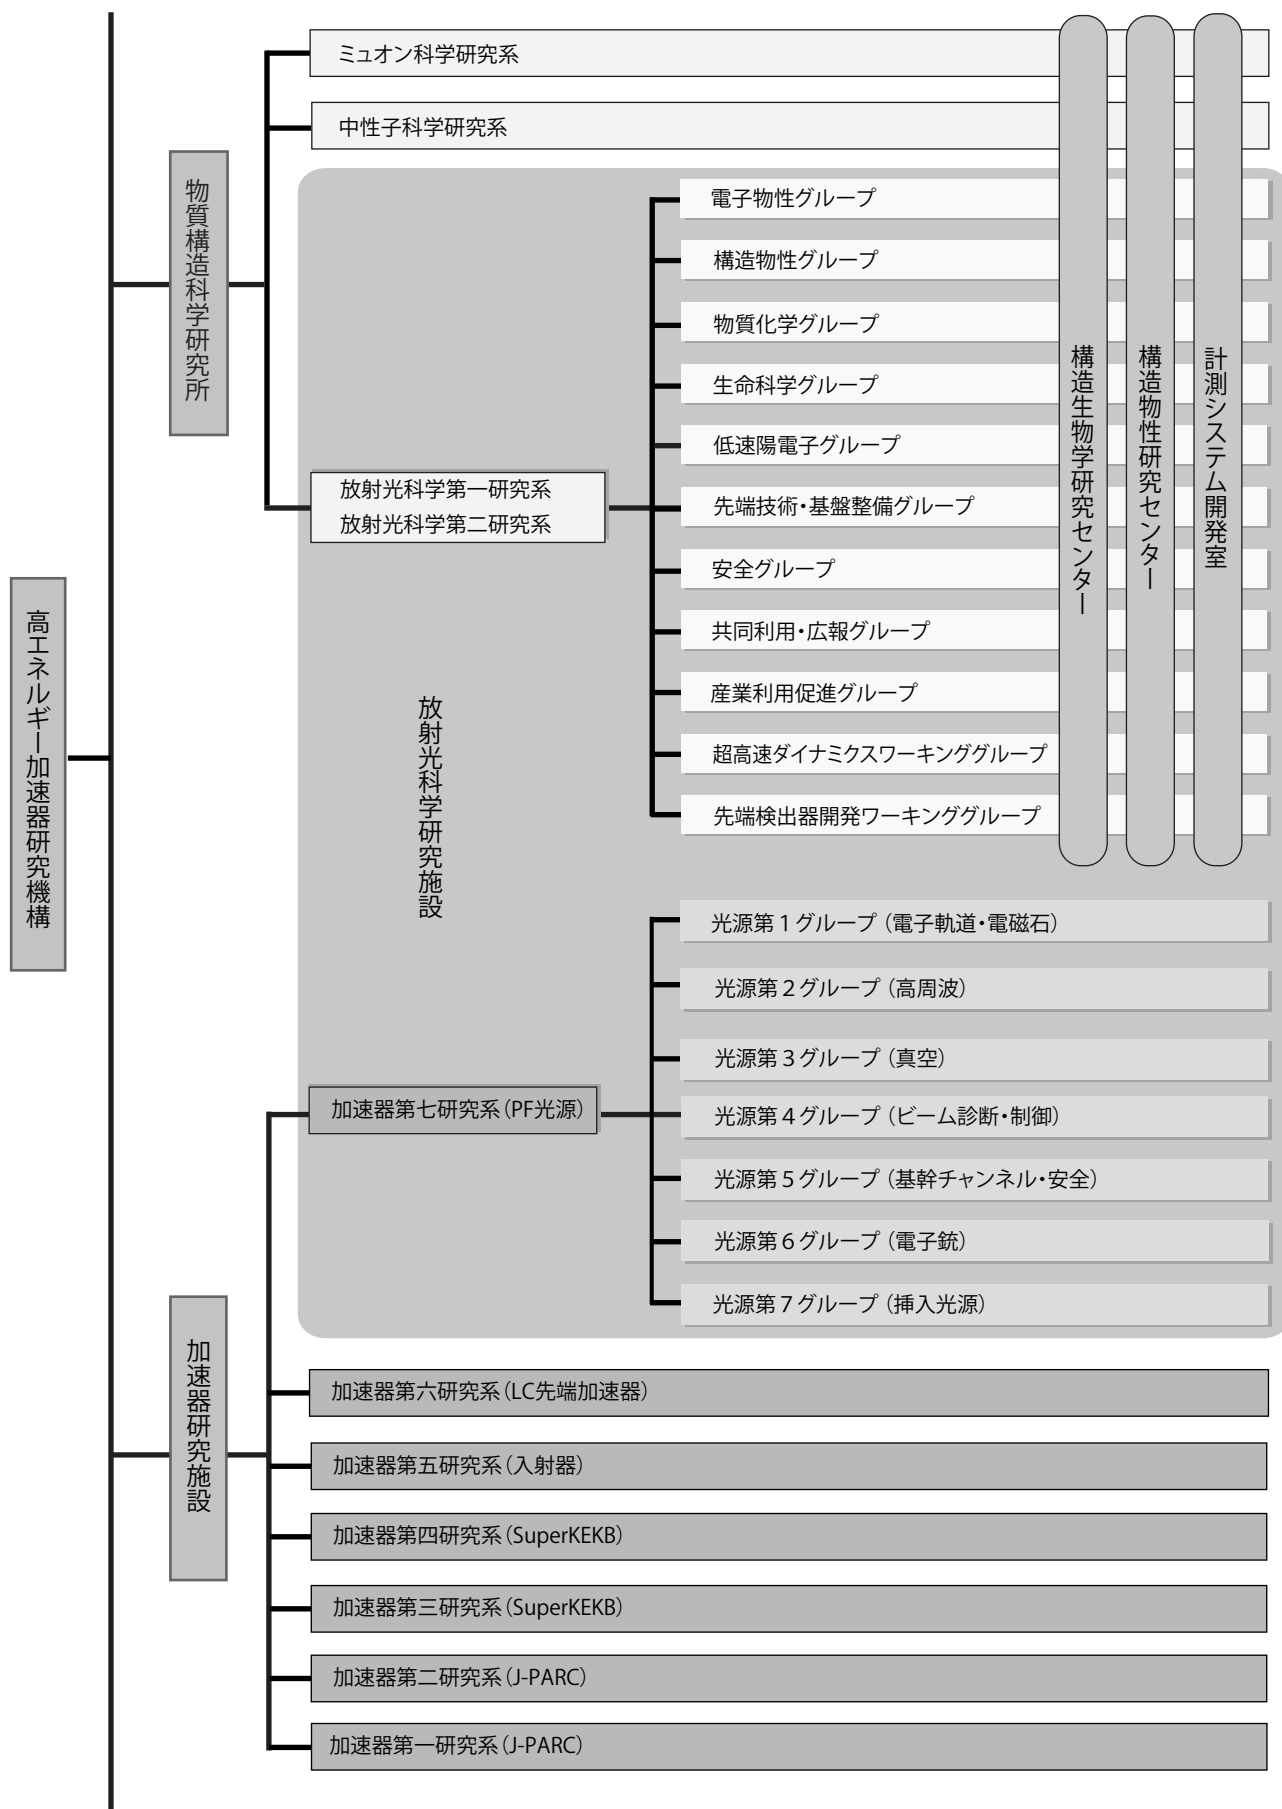 高エネルギー加速器研究機構
物質構造科学研究所
ミュオン科学研究系
中性子科学研究系
放射光科学第一研究系
放射光科学第二研究系
電子物性グループ
構造物性グループ
物質化学グループ
生命科学グループ
低速陽電子グループ
先端技術・基盤整備グループ
安全グループ
共同利用・広報グループ
産業利用促進グループ
超高速ダイナミクスワーキンググループ
先端検出器開発ワーキンググループ
構造生物学研究センター
構造物性研究センター
計測システム開発室
放射光科学研究施設
加速器研究施設
加速器第七研究系（PF光源）
光源第１グループ（電子軌道・電磁石）
光源第２グループ（高周波）
光源第３グループ（真空）
光源第４グループ（ビーム診断・制御）
光源第５グループ（基幹チャンネル・安全）
光源第６グループ（電子銃）
光源第７グループ（挿入光源）
加速器第六研究系（LC先端加速器）
加速器第五研究系（入射器）
加速器第四研究系（SuperKEKB）
加速器第三研究系（SuperKEKB）
加速器第二研究系（J-PARC）
加速器第一研究系（J-PARC）